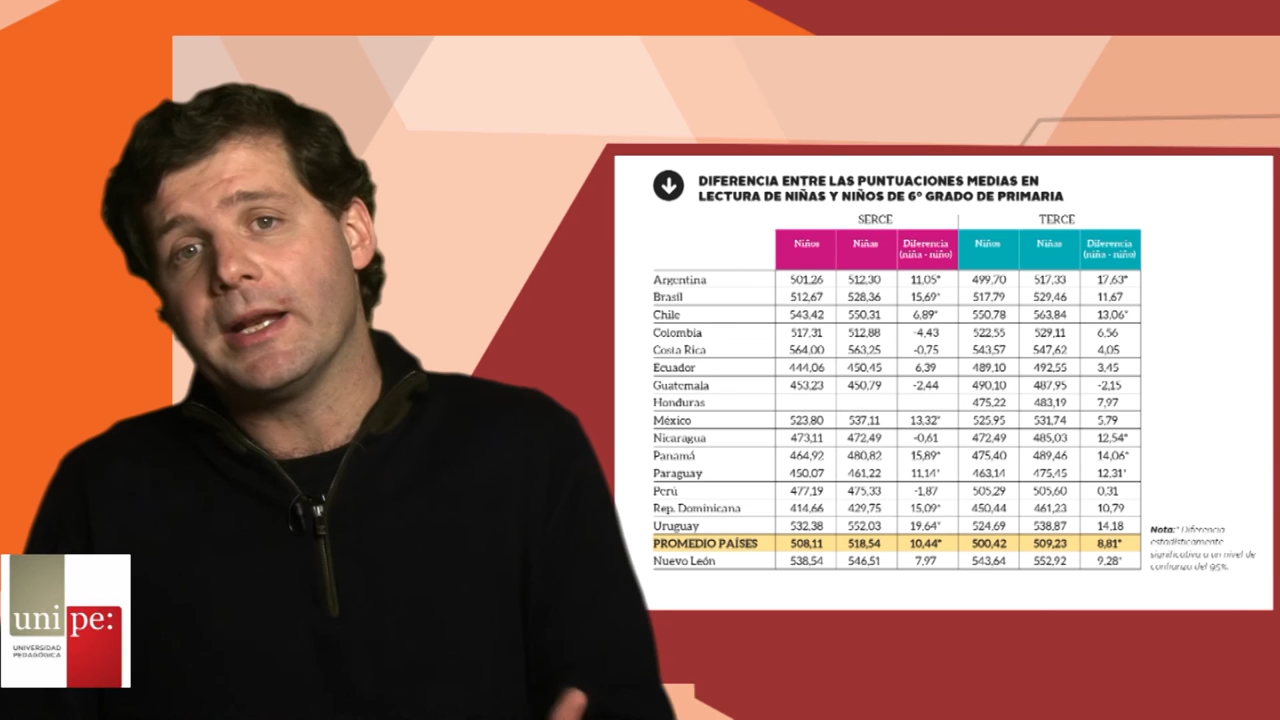 DIFERENCIA ENTRE LAS PUNTUACIONES MEDIAS EN
LECTURA DE NIÑAS Y NIÑOS DE 6º GRADO DE PRIMARIA
SERCE TERCE
Niños Niñas Diferencia (niña - niño) Niños Niñas Diferencia (niña - niño)
Argentina 501,26 512,30 11,05* 499,70 517,33 17,63*
Brasil 512,67 528,36 15,69* 517,79 529,46 11,67
Chile 543,42 550,31 6,89* 550,78 563,84 13,06*
Colombia 517,31 512,88 -4,43 522,55 529,11 6,56
Costa Rica 564,00 563,25 -0,75 543,57 547,62 4,05
Ecuador 444,06 450,45 6,39 489,10 492,55 3,45
Guatemala 453,23 450,79 -2,44 490,10 487,95 -2,15
Honduras 475,22 483,19 7,97
México 523,80 537,11 13,32* 525,95 531,74 5,79
Nicaragua 473,11 472,49 -0,61 472,49 485,03 12,54*
Panamá 464,92 480,82 15,89* 475,40 489,46 14,06*
Paraguay 450,07 461,22 11,14* 463,14 475,45 12,31*
Perú 477,19 475,33 -1,87 505,29 505,60 0,31
Rep. Dominicana 414,66 429,75 15,09* 450,44 461,23 10,79
Uruguay 532,38 552,03 19,64* 524,69 538,87 14,18
PROMEDIO PAÍSES 508,11 518,54 10,44* 500,42 509,23 8,81*
Nuevo León 538,54 546,51 7,97 543,64 552,92 9,28*
Nota:* Diferencia
estadísticamente
significativa a un nivel de
confianza del 95%.
uni pe:
UNIVERSIDAD
PEDAGÓGICA